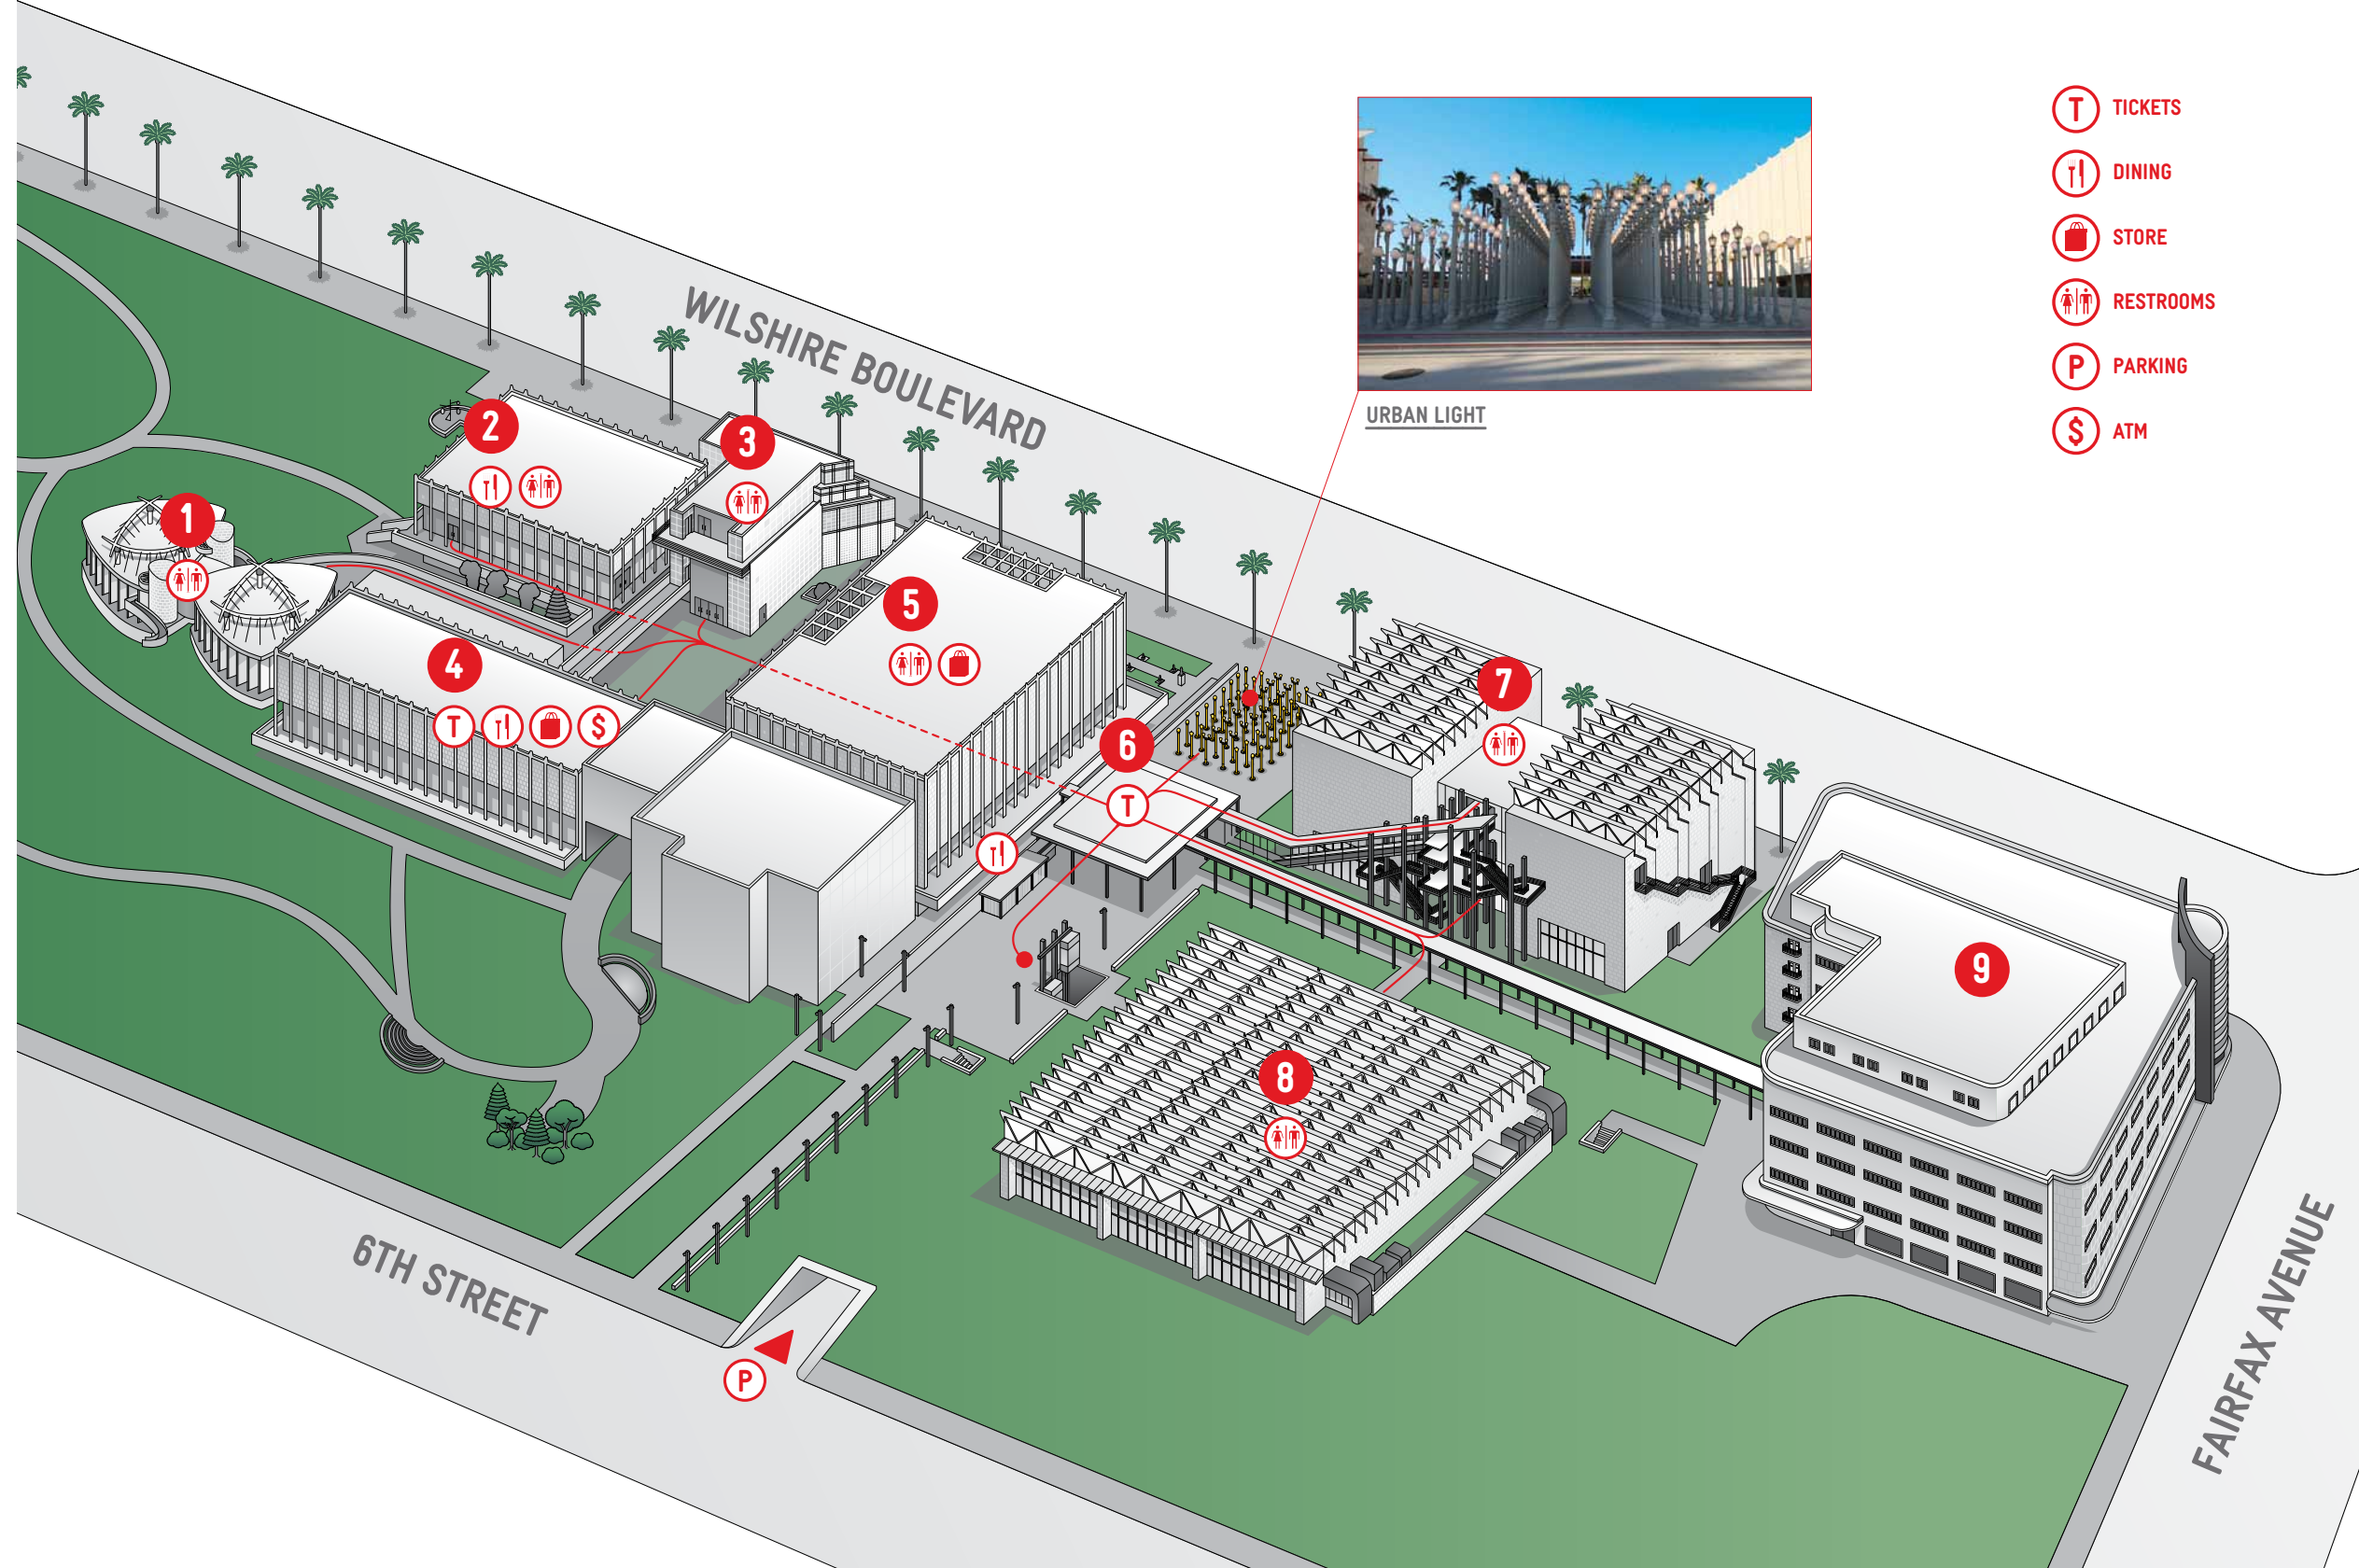 T TICKETS
DINING
STORE
RESTROOMS
P PARKING
$ ATM
WILSHIRE BOULEVARD
URBAN LIGHT
2
3
1
5
4
T
$
7
6
T
9
8
6TH STREET
P
FAIRFAX AVENUE